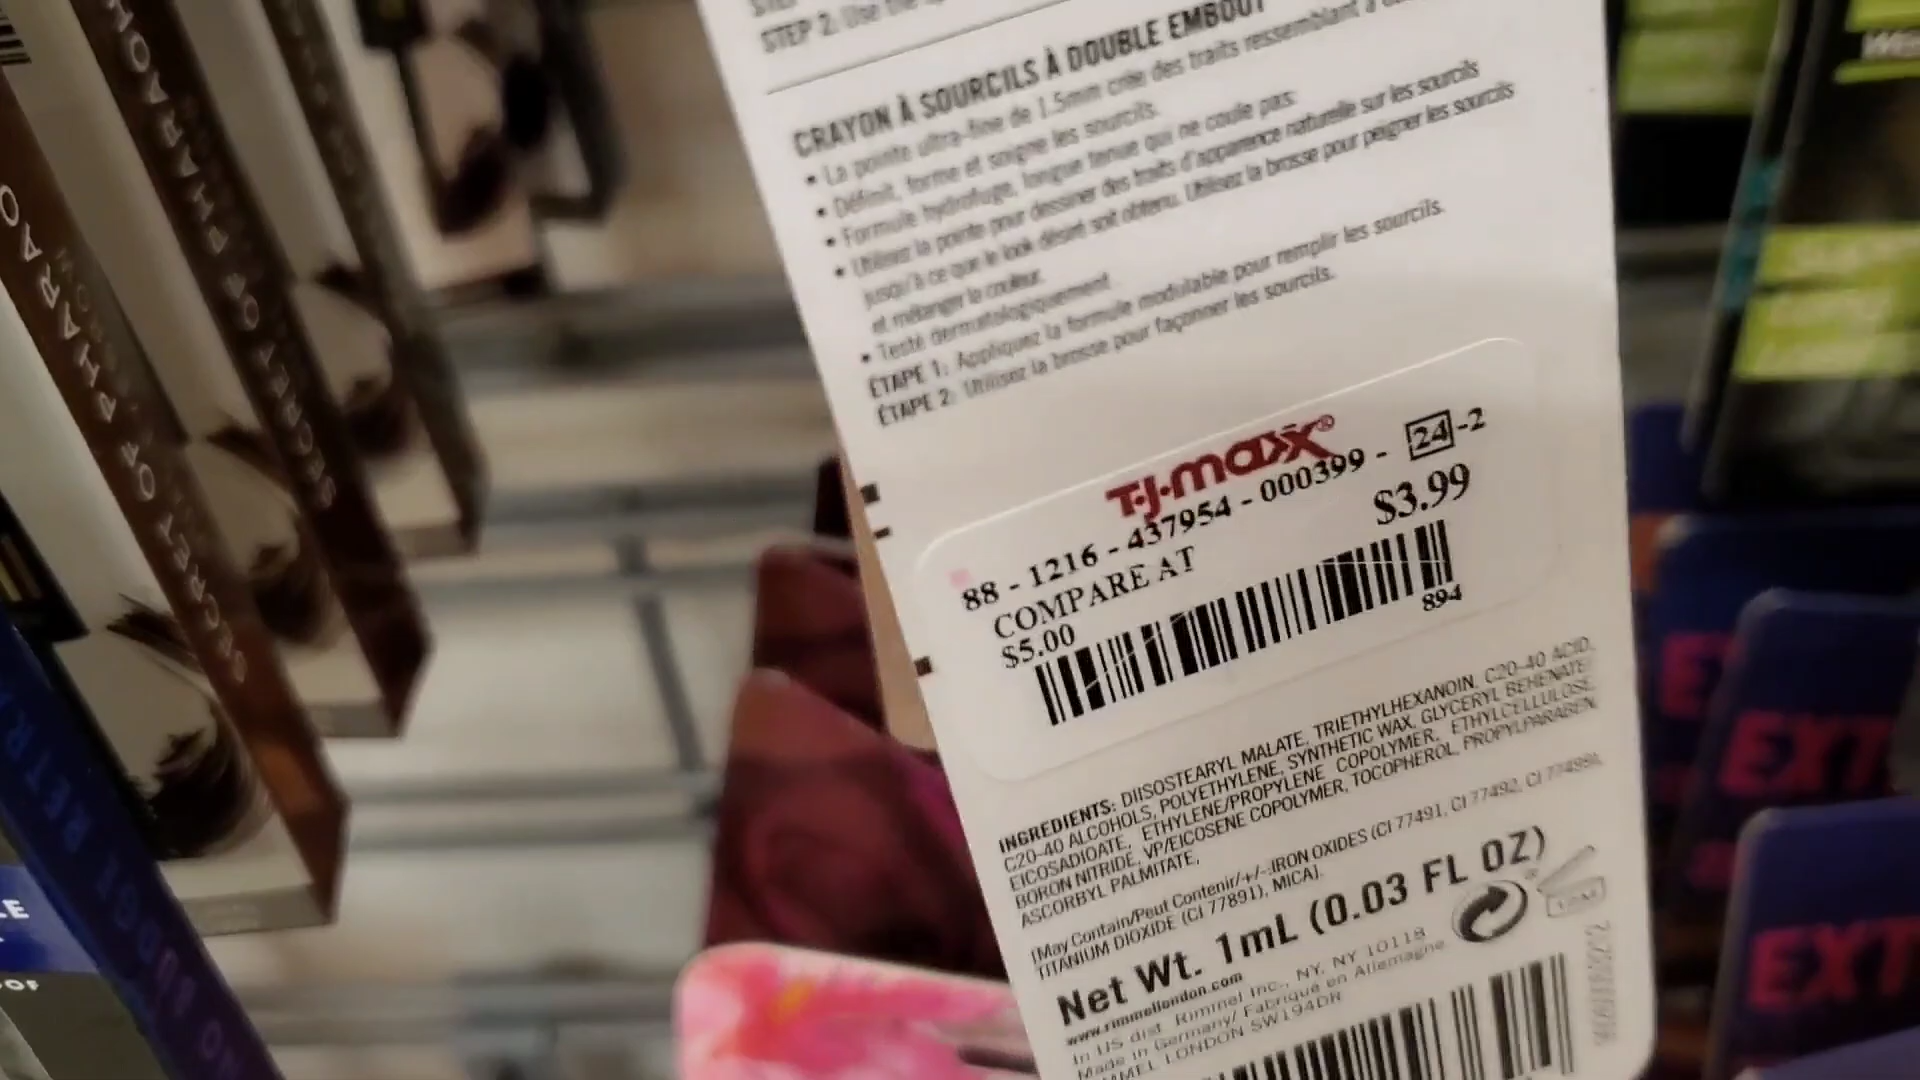 STEP 2: Use the
CRAYON À SOURCILS À DOUBLE EMBOUT
• La pointe ultra-fine de 1.5mm crée des traits ressemblant à
• Définit, forme et soigne les sourcils.
• Formule hydrofuge, longue tenue qui ne coule pas.
• Utilisez la pointe pour dessiner des traits d'apparence naturelle sur les sourcils
jusqu'à ce que le look désiré soit obtenu. Utilisez la brosse pour peigner les sourcils
et mélanger la couleur.
• Testé dermatologiquement.
ÉTAPE 1: Appliquez la formule modulable pour remplir les sourcils.
ÉTAPE 2: Utilisez la brosse pour façonner les sourcils.
T·J·maxx®
88 - 1216 - 437954 - 000399 - 24 -2
COMPARE AT
$3.99
$5.00
894
INGREDIENTS: DIISOSTEARYL MALATE, TRIETHYLHEXANOIN, C20-40 ACID,
C20-40 ALCOHOLS, POLYETHYLENE, SYNTHETIC WAX, GLYCERYL BEHENATE/
EICOSADIOATE, ETHYLENE/PROPYLENE COPOLYMER, ETHYLCELLULOSE,
BORON NITRIDE, VP/EICOSENE COPOLYMER, TOCOPHEROL, PROPYLPARABEN,
ASCORBYL PALMITATE,
[May Contain/Peut Contenir/+/-:IRON OXIDES (CI 77491, CI 77492, CI 77499),
TITANIUM DIOXIDE (CI 77891), MICA].
Net Wt. 1mL (0.03 FL OZ)
www.rimmellondon.com
In US dist. Rimmel Inc., NY, NY 10118
Made in Germany/ Fabriqué en Allemagne
LONDON SW194DR
SECRET OF PHARAO
SECRET OF PHARAOH
EXT
EXT